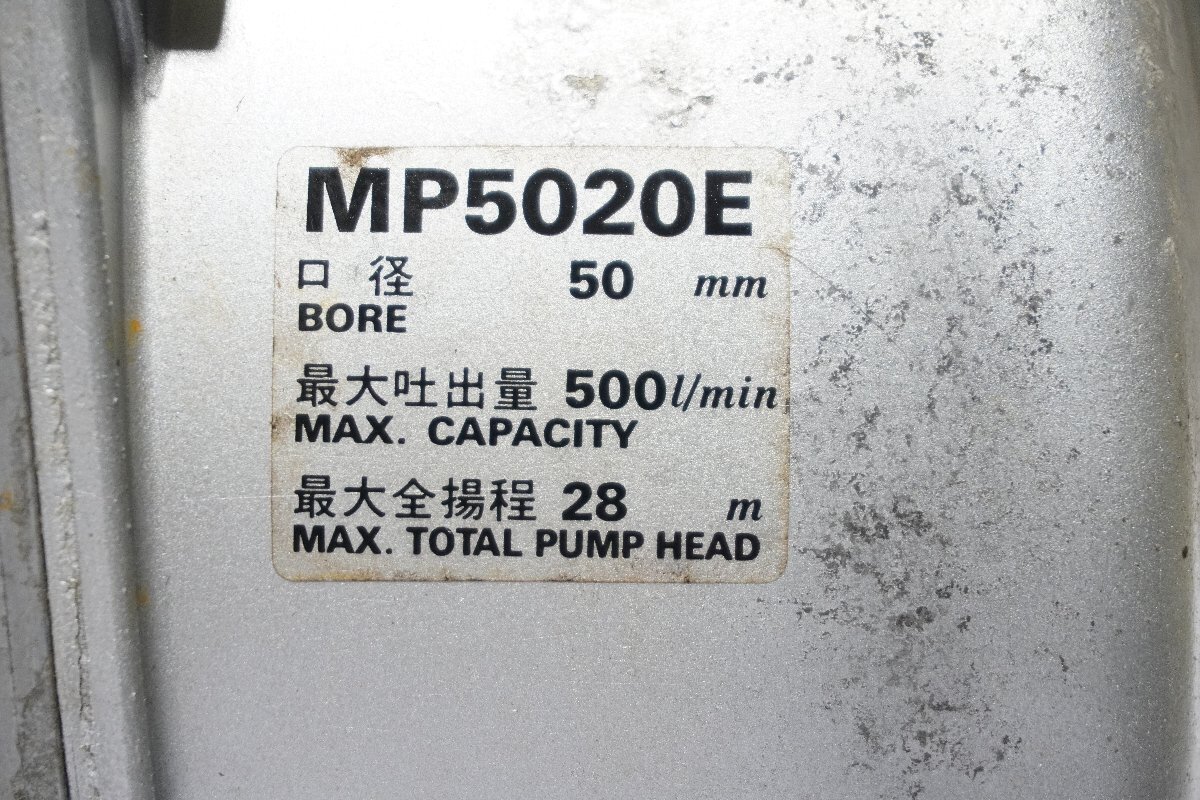 MP5020E
口径 50 mm
BORE
最大吐出量 500 l/min
MAX. CAPACITY
最大全揚程 28 m
MAX. TOTAL PUMP HEAD